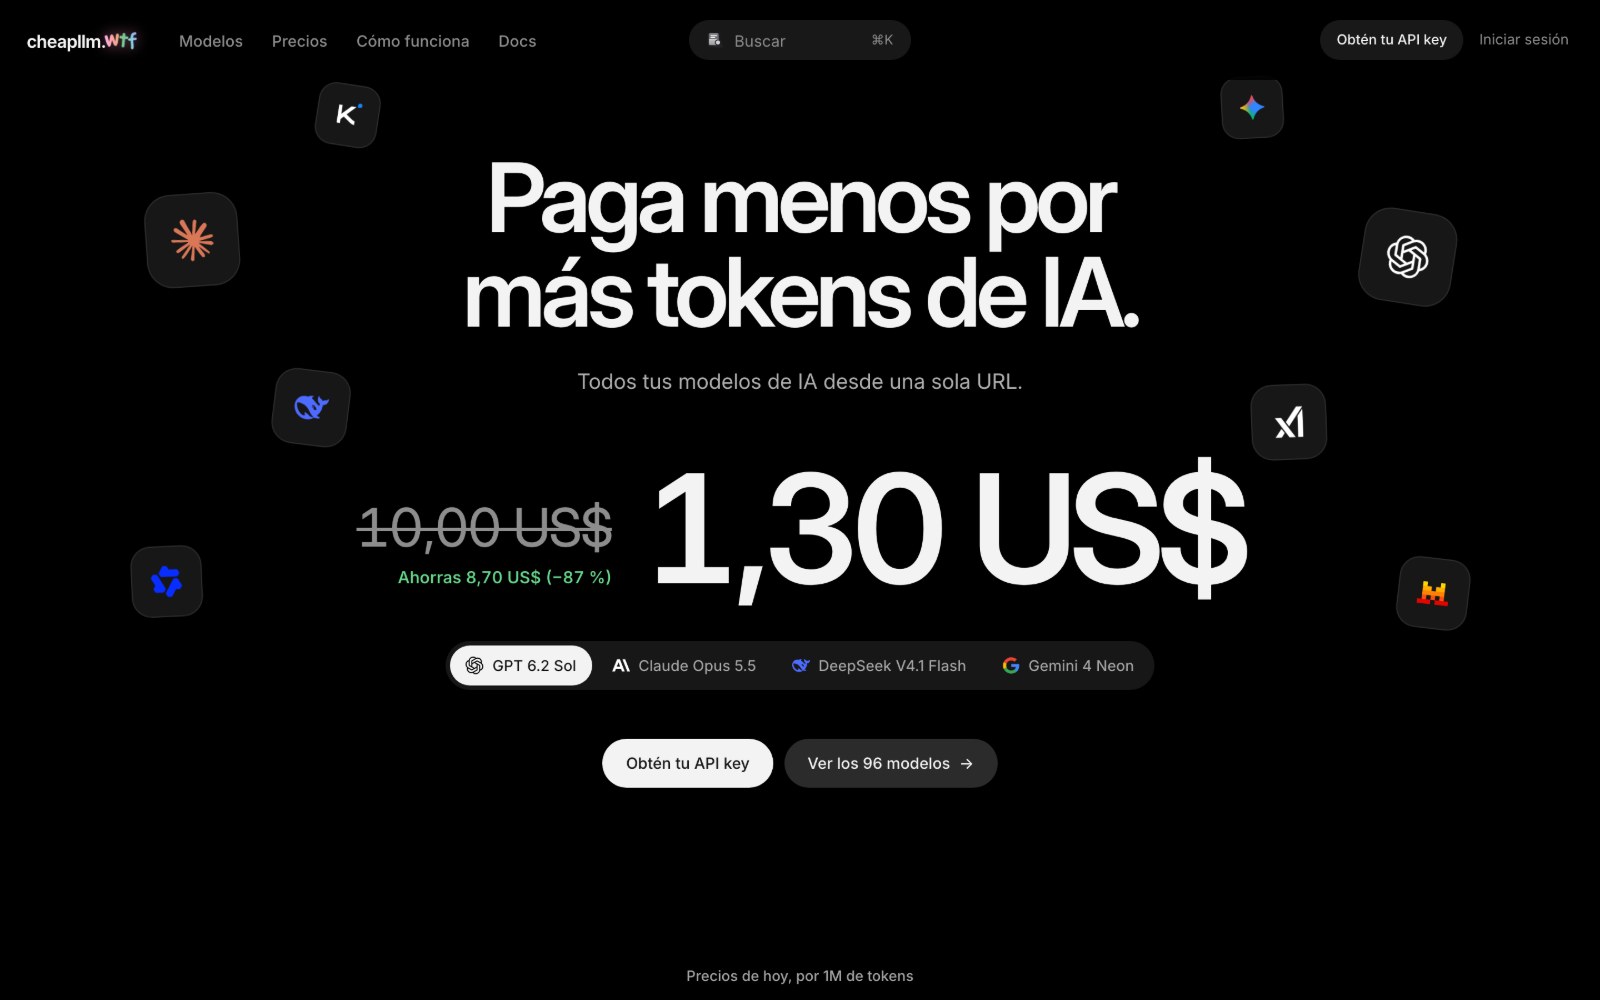 cheapllm.wtf
Modelos
Precios
Cómo funciona
Docs
Buscar
⌘K
Obtén tu API key
Iniciar sesión
Paga menos por
más tokens de IA.
Todos tus modelos de IA desde una sola URL.
10,00 US$
Ahorras 8,70 US$ (−87 %)
1,30 US$
GPT 6.2 Sol
Claude Opus 5.5
DeepSeek V4.1 Flash
Gemini 4 Neon
Obtén tu API key
Ver los 96 modelos →
Precios de hoy, por 1M de tokens